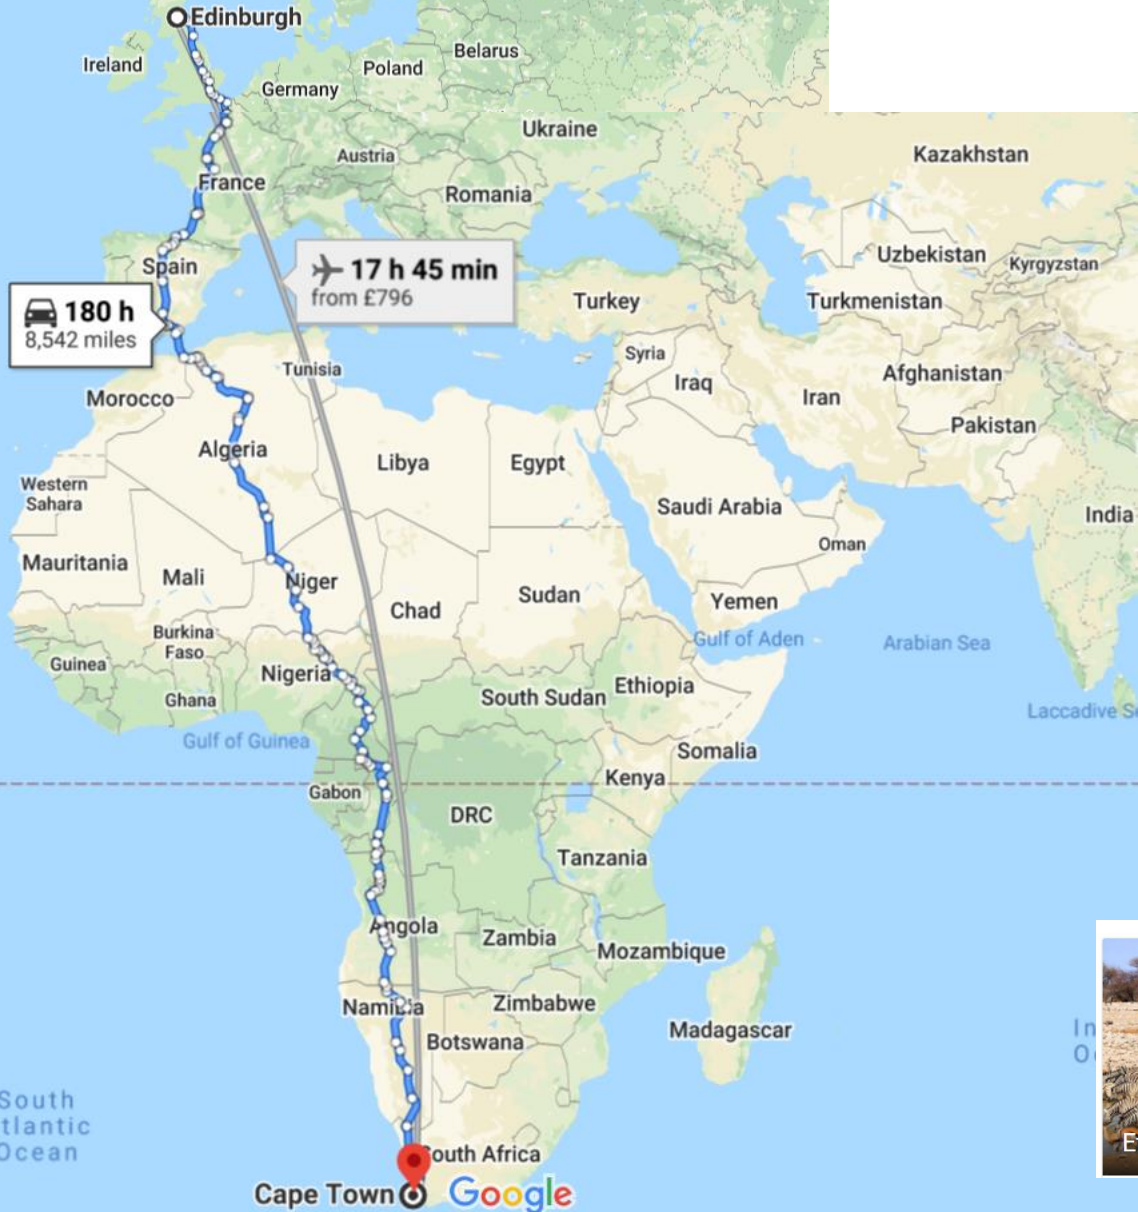 Edinburgh
Ireland
Belarus
Poland
Germany
Ukraine
Kazakhstan
Austria
France
Romania
Spain
17 h 45 min
from £796
Uzbekistan
Kyrgyzstan
180 h
8,542 miles
Turkey
Turkmenistan
Tunisia
Syria
Iraq
Afghanistan
Iran
Morocco
Pakistan
Algeria
Libya
Egypt
Western
Sahara
Saudi Arabia
India
Oman
Mauritania
Mali
Niger
Chad
Sudan
Yemen
Burkina
Faso
Gulf of Aden
Arabian Sea
Guinea
Nigeria
Ghana
South Sudan
Ethiopia
Laccadive
Gulf of Guinea
Somalia
Kenya
Gabon
DRC
Tanzania
Angola
Zambia
Mozambique
Namibia
Zimbabwe
Madagascar
Botswana
South
Ocean
South Africa
Cape Town
Google